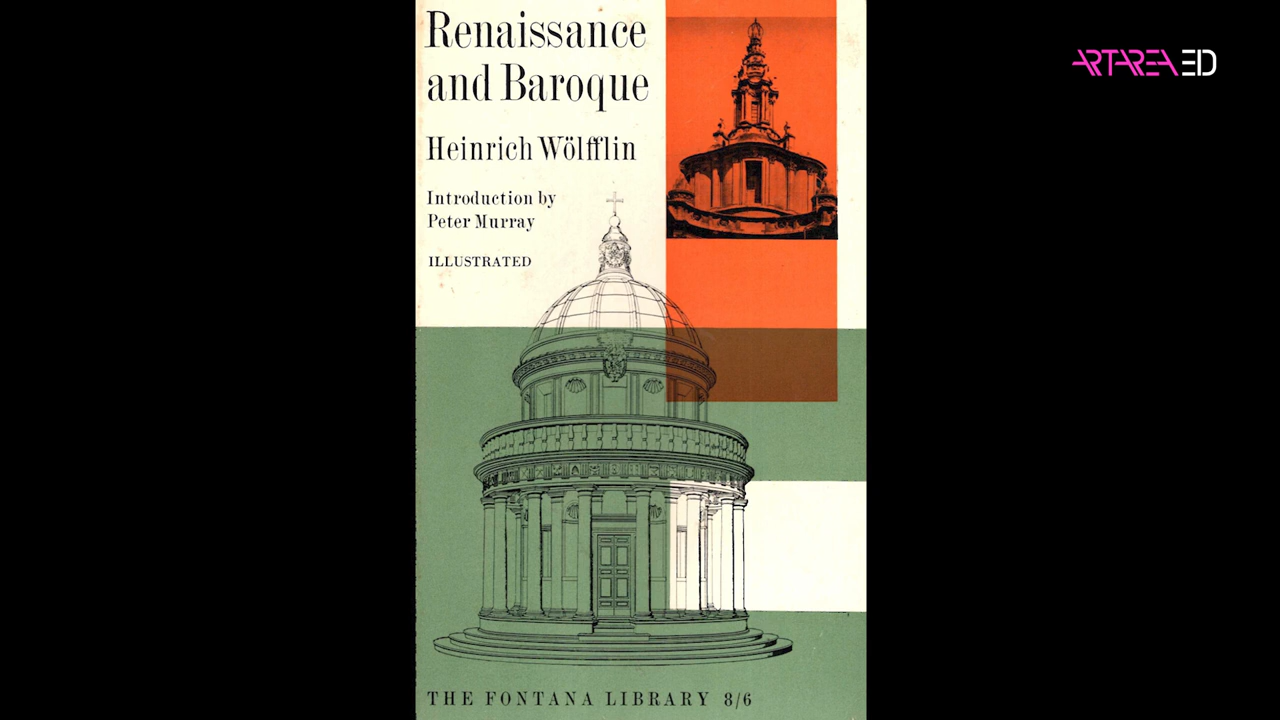 Renaissance
and Baroque
Heinrich Wölfflin
Introduction by
Peter Murray
ILLUSTRATED
THE FONTANA LIBRARY 8/6
ARTAREA ED